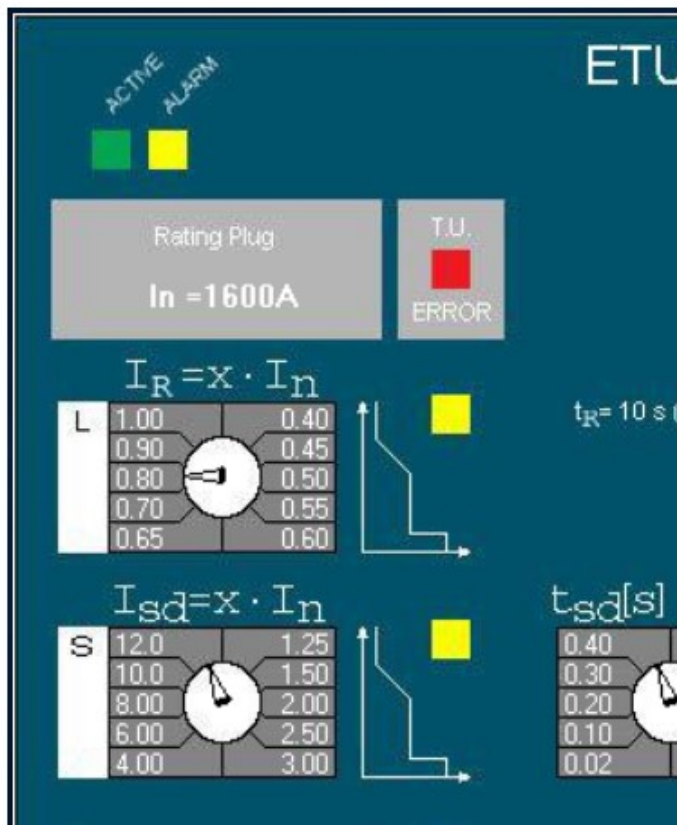 ETU
ACTIVE ALARM
Rating Plug
In =1600A
T.U.
ERROR
IR=x · In
L
1.00 0.40
0.90 0.45
0.80 0.50
0.70 0.55
0.65 0.60
tR= 10 s (
Isd=x · In
S
12.0 1.25
10.0 1.50
8.00 2.00
6.00 2.50
4.00 3.00
tsd[s]
0.40
0.30
0.20
0.10
0.02